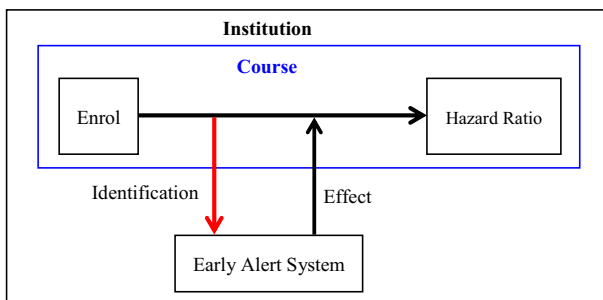 Institution
Course
Enrol
Hazard Ratio
Identification
Effect
Early Alert System